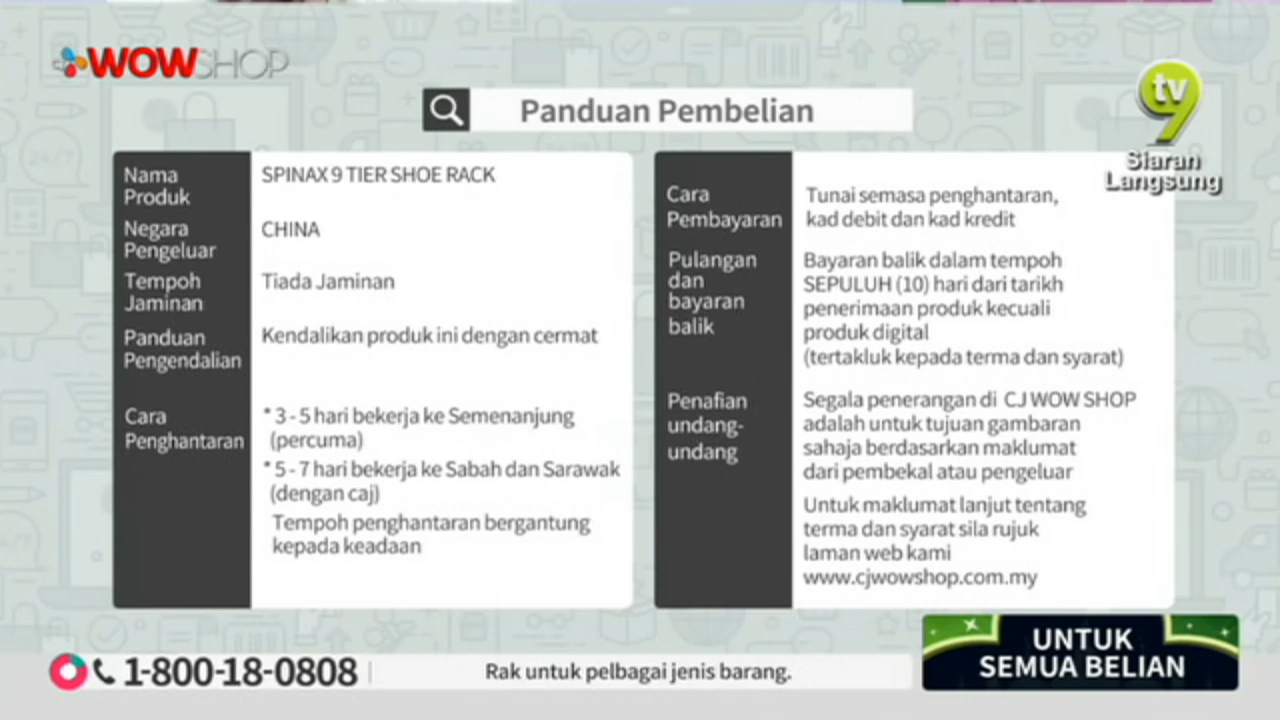 WOWSHOP
tv9
Siaran
Langsung
Panduan Pembelian
Nama
Produk
SPINAX 9 TIER SHOE RACK
Negara
Pengeluar
CHINA
Tempoh
Jaminan
Tiada Jaminan
Panduan
Pengendalian
Kendalikan produk ini dengan cermat
Cara
Penghantaran
* 3 - 5 hari bekerja ke Semenanjung
(percuma)
* 5 - 7 hari bekerja ke Sabah dan Sarawak
(dengan caj)
Tempoh penghantaran bergantung
kepada keadaan
Cara
Pembayaran
Tunai semasa penghantaran,
kad debit dan kad kredit
Pulangan
dan
bayaran
balik
Bayaran balik dalam tempoh
SEPULUH (10) hari dari tarikh
penerimaan produk kecuali
produk digital
(tertakluk kepada terma dan syarat)
Penafian
undang-
undang
Segala penerangan di CJ WOW SHOP
adalah untuk tujuan gambaran
sahaja berdasarkan maklumat
dari pembekal atau pengeluar
Untuk maklumat lanjut tentang
terma dan syarat sila rujuk
laman web kami
www.cjwowshop.com.my
1-800-18-0808
Rak untuk pelbagai jenis barang.
UNTUK
SEMUA BELIAN